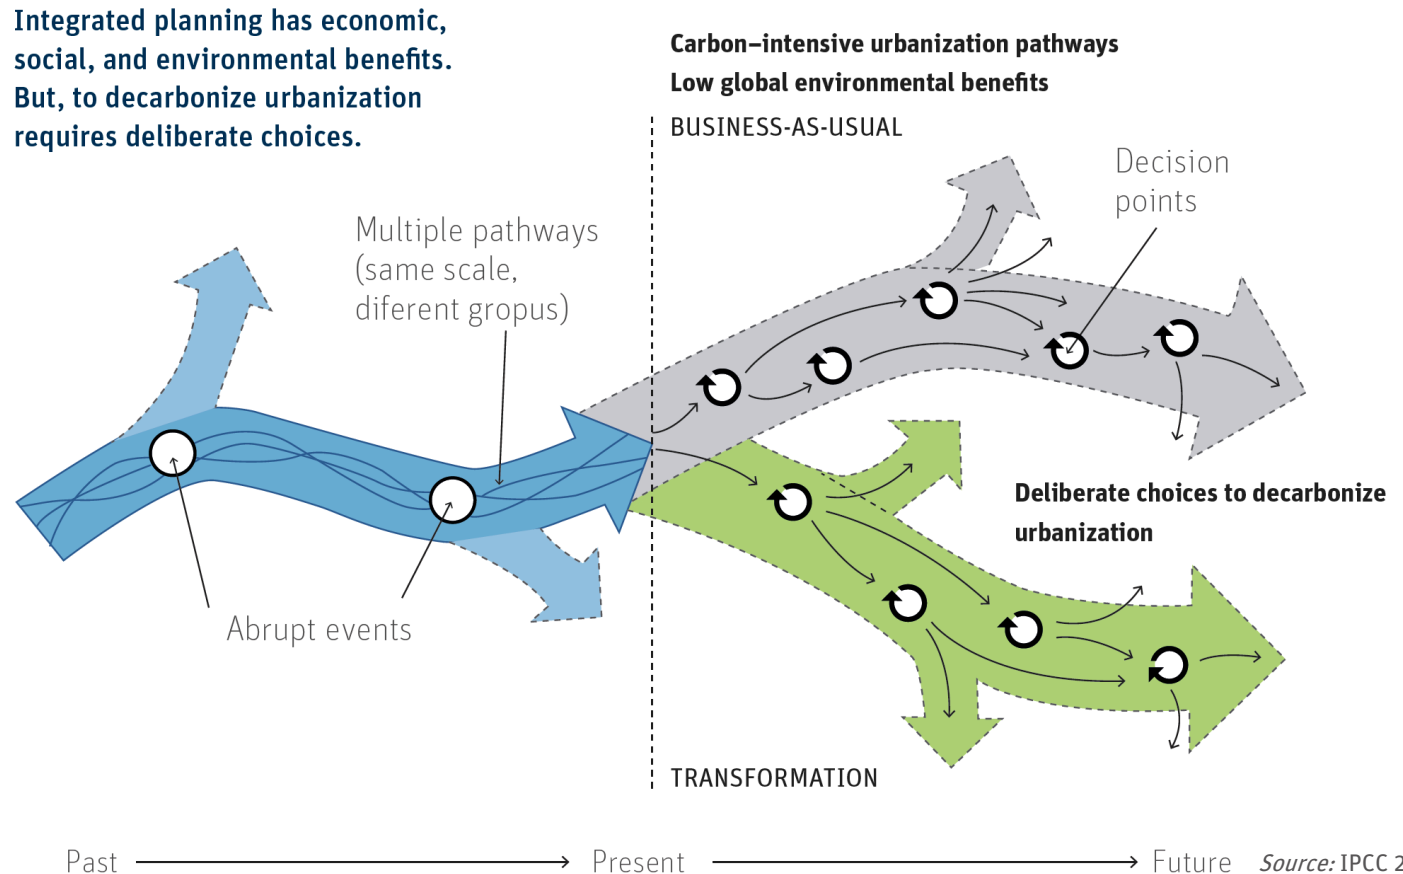 Integrated planning has economic,
social, and environmental benefits.
But, to decarbonize urbanization
requires deliberate choices.
Carbon–intensive urbanization pathways
Low global environmental benefits
BUSINESS-AS-USUAL
Decision
points
Multiple pathways
(same scale,
diferent gropus)
Abrupt events
Deliberate choices to decarbonize
urbanization
TRANSFORMATION
Past
Present
Future
Source: IPCC 2